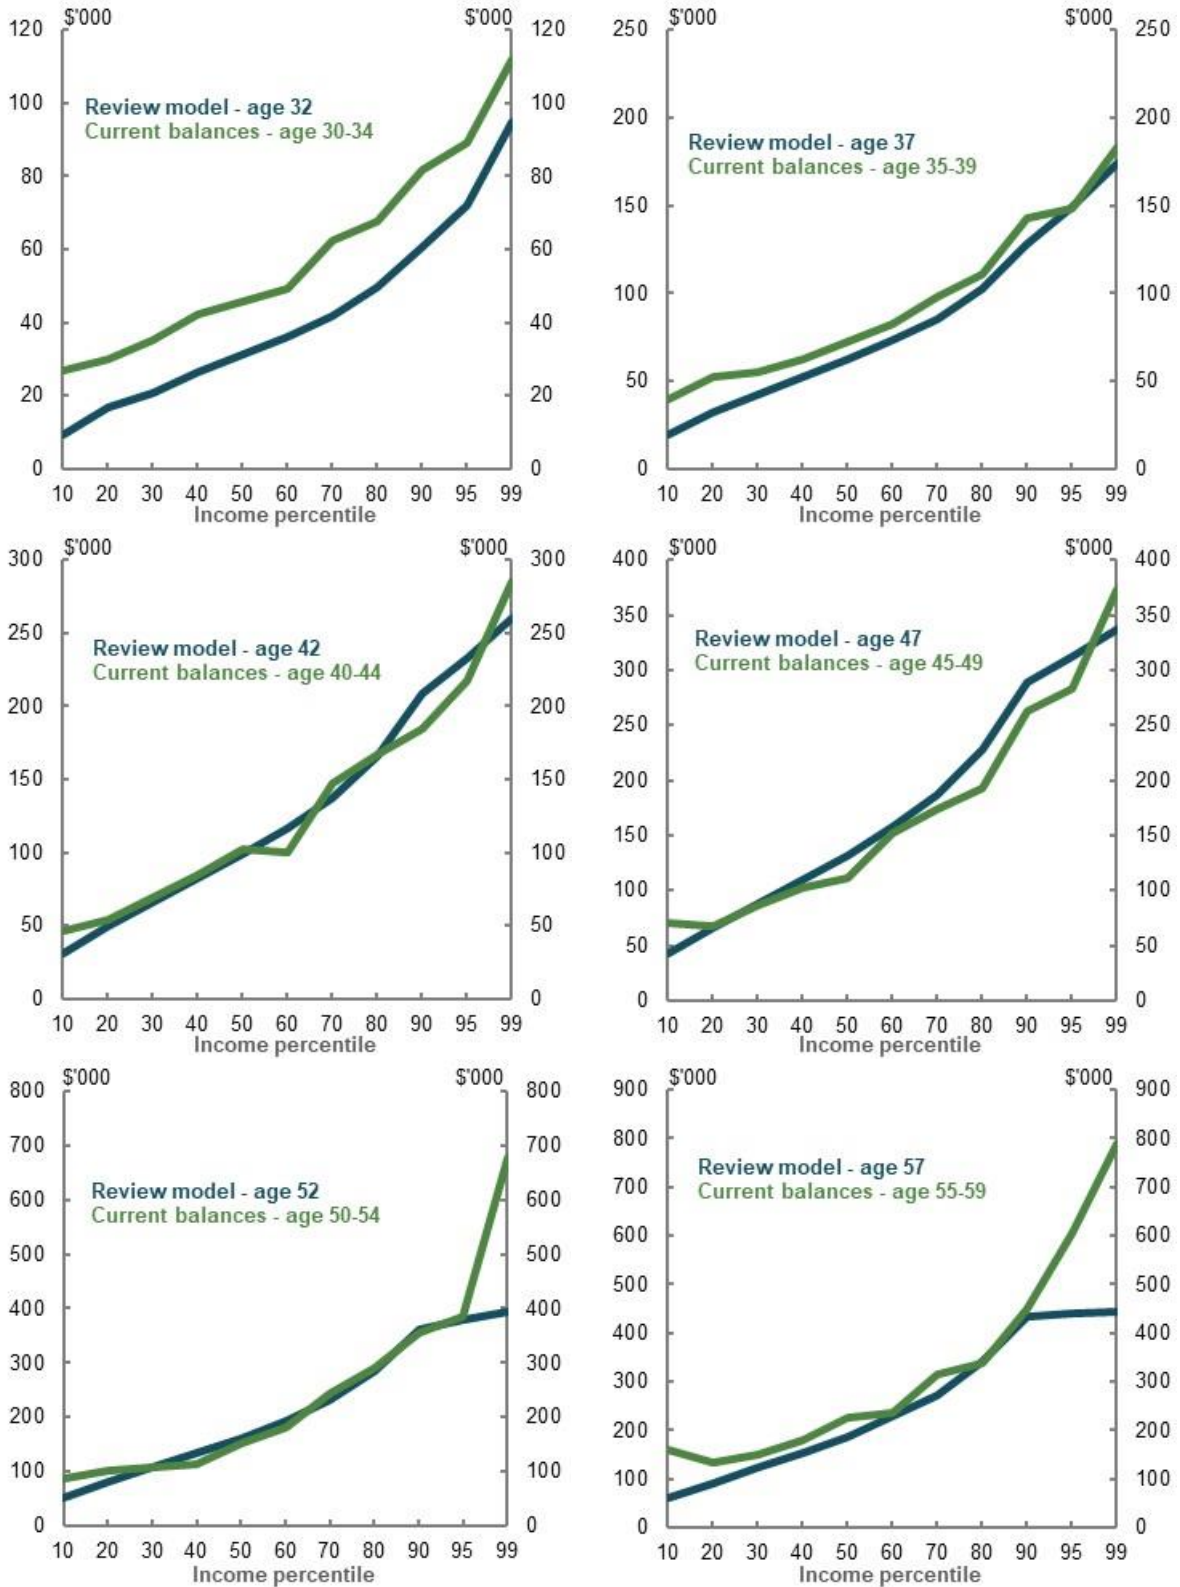 $'000 $'000
120 120
Review model - age 32
Current balances - age 30-34
100 100
80 80
60 60
40 40
20 20
0 0
10 20 30 40 50 60 70 80 90 95 99
Income percentile
$'000 $'000
250 250
200 200
Review model - age 37
Current balances - age 35-39
150 150
100 100
50 50
0 0
10 20 30 40 50 60 70 80 90 95 99
Income percentile
$'000 $'000
300 300
250 250
Review model - age 42
Current balances - age 40-44
200 200
150 150
100 100
50 50
0 0
10 20 30 40 50 60 70 80 90 95 99
Income percentile
$'000 $'000
400 400
350 350
Review model - age 47
Current balances - age 45-49
300 300
250 250
200 200
150 150
100 100
50 50
0 0
10 20 30 40 50 60 70 80 90 95 99
Income percentile
$'000 $'000
800 800
700 700
Review model - age 52
Current balances - age 50-54
600 600
500 500
400 400
300 300
200 200
100 100
0 0
10 20 30 40 50 60 70 80 90 95 99
Income percentile
$'000 $'000
900 900
800 800
Review model - age 57
Current balances - age 55-59
700 700
600 600
500 500
400 400
300 300
200 200
100 100
0 0
10 20 30 40 50 60 70 80 90 95 99
Income percentile